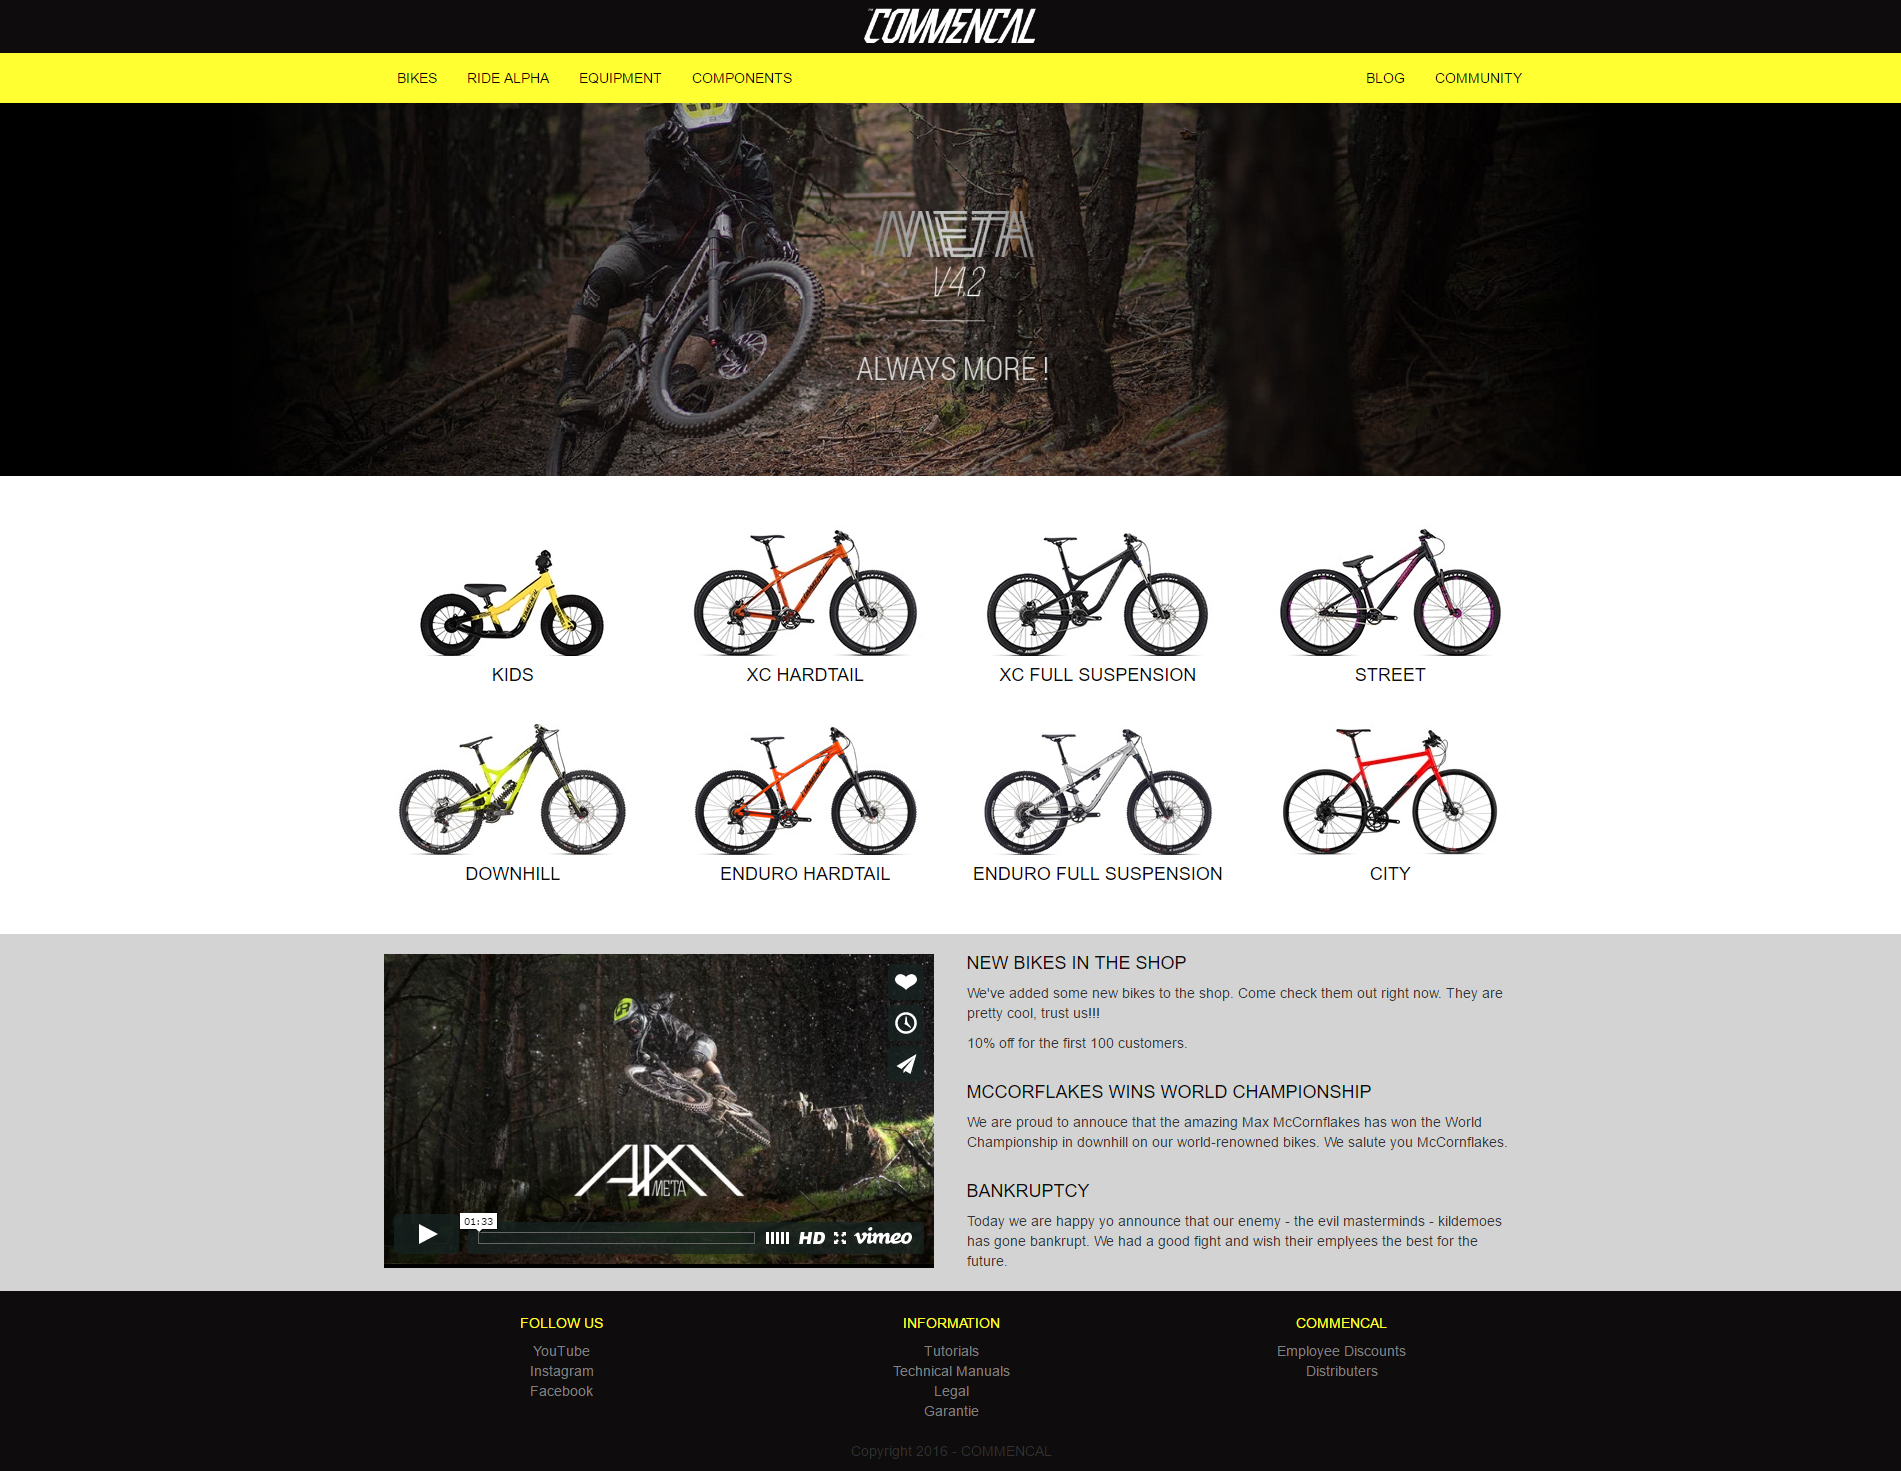 COMMENCAL
BIKES RIDE ALPHA EQUIPMENT COMPONENTS BLOG COMMUNITY
META
V4.2
ALWAYS MORE !
KIDS XC HARDTAIL XC FULL SUSPENSION STREET
DOWNHILL ENDURO HARDTAIL ENDURO FULL SUSPENSION CITY
META
01:33
HD vimeo
NEW BIKES IN THE SHOP
We've added some new bikes to the shop. Come check them out right now. They are
pretty cool, trust us!!!
10% off for the first 100 customers.
MCCORFLAKES WINS WORLD CHAMPIONSHIP
We are proud to annouce that the amazing Max McCornflakes has won the World
Championship in downhill on our world-renowned bikes. We salute you McCornflakes.
BANKRUPTCY
Today we are happy yo announce that our enemy - the evil masterminds - kildemoes
has gone bankrupt. We had a good fight and wish their emplyees the best for the
future.
FOLLOW US
YouTube
Instagram
Facebook
INFORMATION
Tutorials
Technical Manuals
Legal
Garantie
COMMENCAL
Employee Discounts
Distributers
Copyright 2016 - COMMENCAL